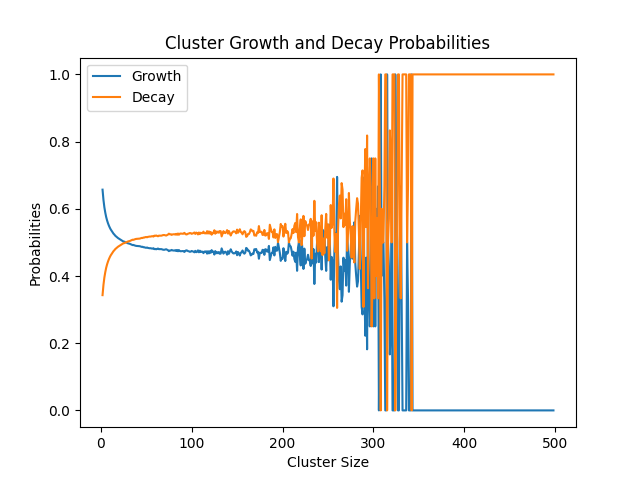 Cluster Growth and Decay Probabilities
Growth
Decay
1.0
0.8
0.6
0.4
0.2
0.0
Probabilities
0
100
200
300
400
500
Cluster Size